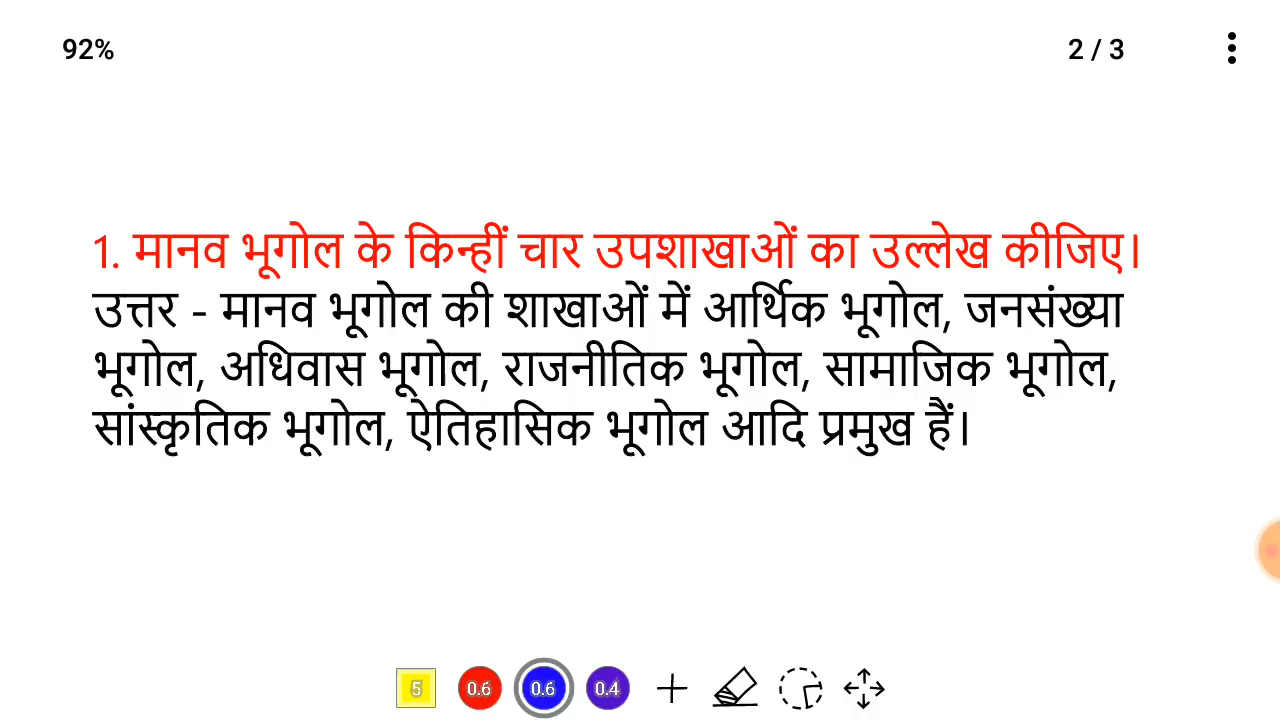 92%
2 / 3
1. मानव भूगोल के किन्हीं चार उपशाखाओं का उल्लेख कीजिए।
उत्तर - मानव भूगोल की शाखाओं में आर्थिक भूगोल, जनसंख्या
भूगोल, अधिवास भूगोल, राजनीतिक भूगोल, सामाजिक भूगोल,
सांस्कृतिक भूगोल, ऐतिहासिक भूगोल आदि प्रमुख हैं।
5 0.6 0.6 0.4